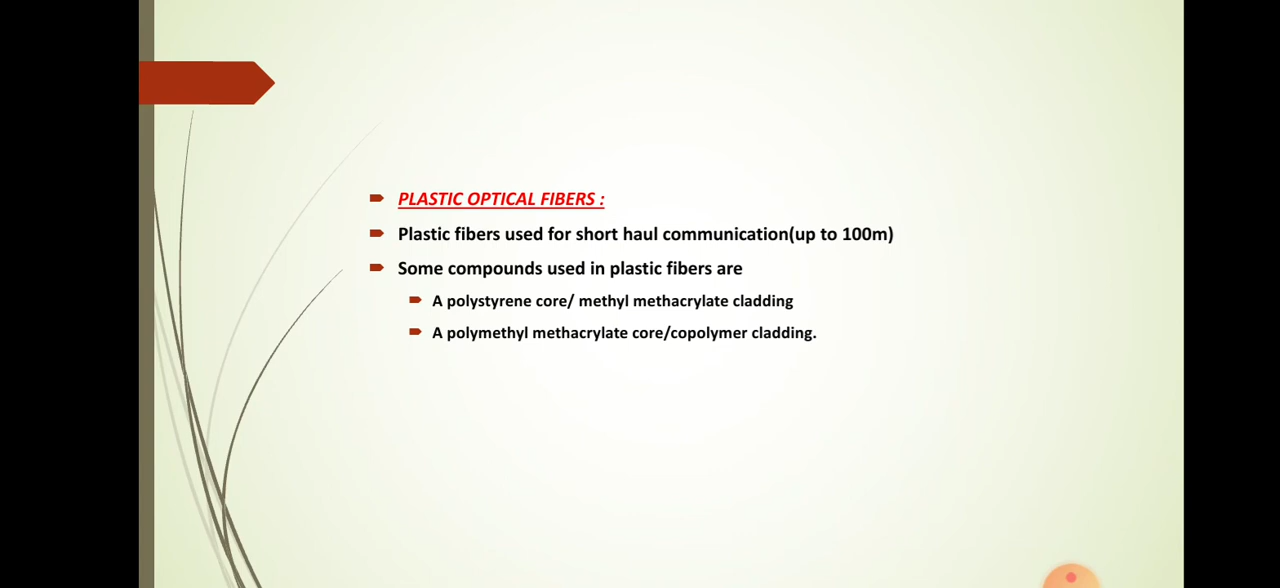 PLASTIC OPTICAL FIBERS :
Plastic fibers used for short haul communication(up to 100m)
Some compounds used in plastic fibers are
A polystyrene core/ methyl methacrylate cladding
A polymethyl methacrylate core/copolymer cladding.